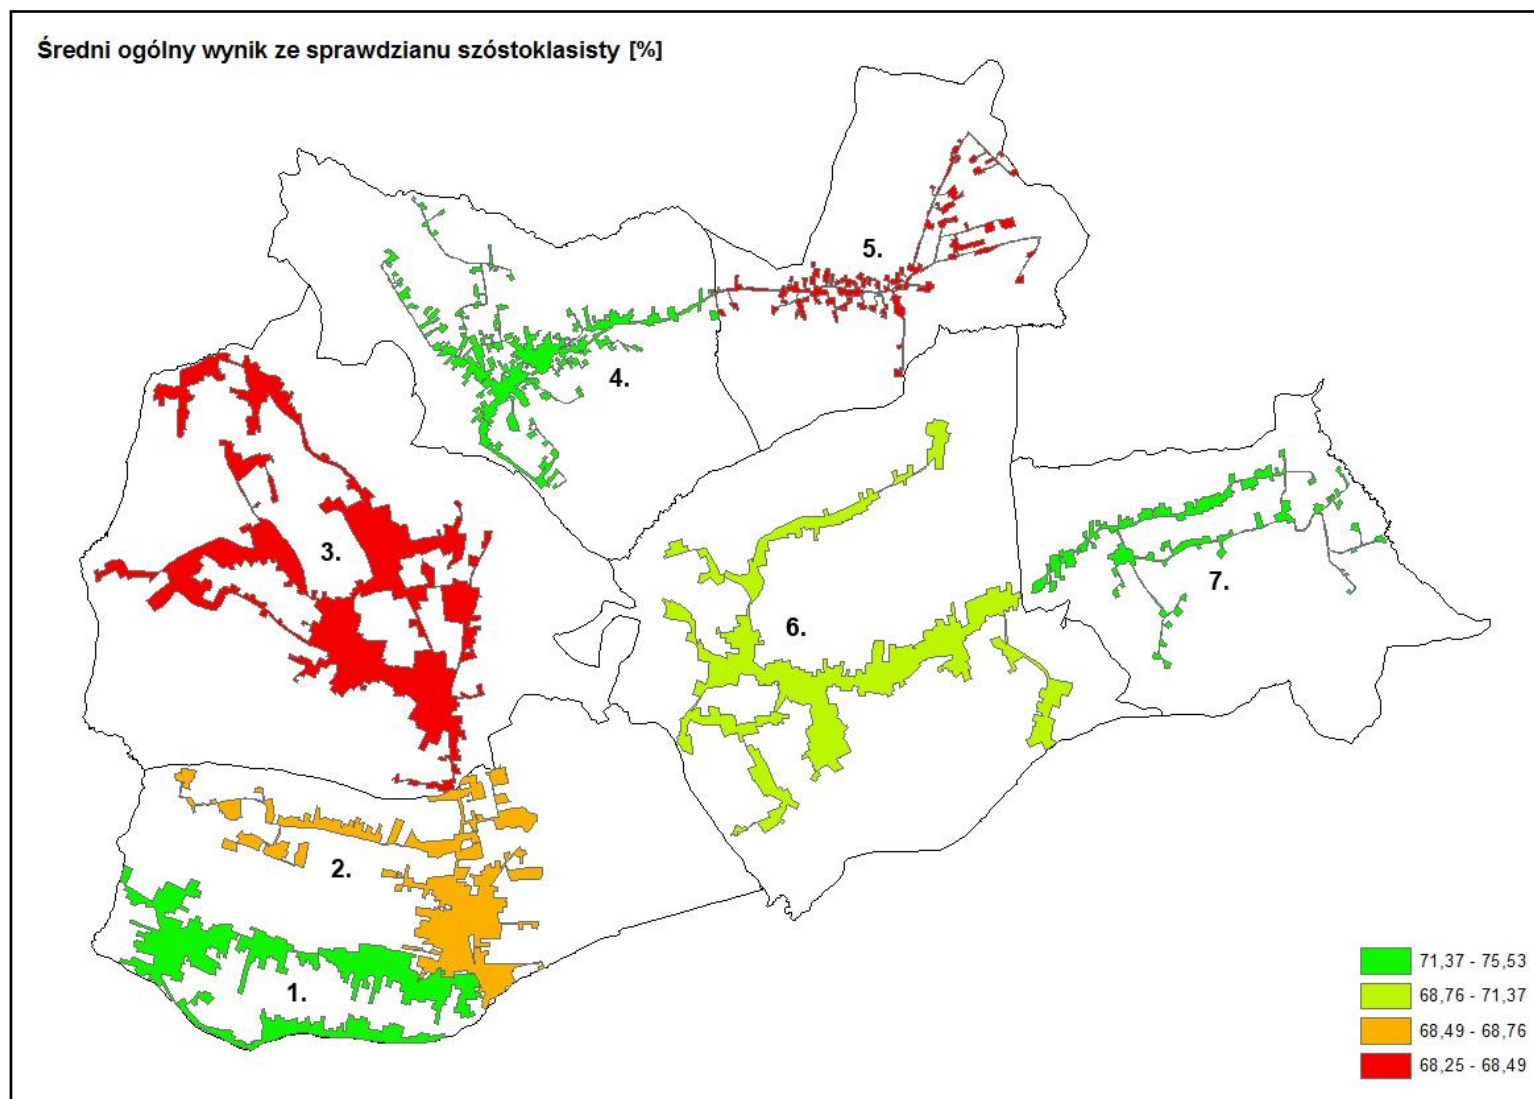 Średni ogólny wynik ze sprawdzianu szóstoklasisty [%]
5.
4.
3.
7.
6.
2.
1.
71,37 - 75,53
68,76 - 71,37
68,49 - 68,76
68,25 - 68,49